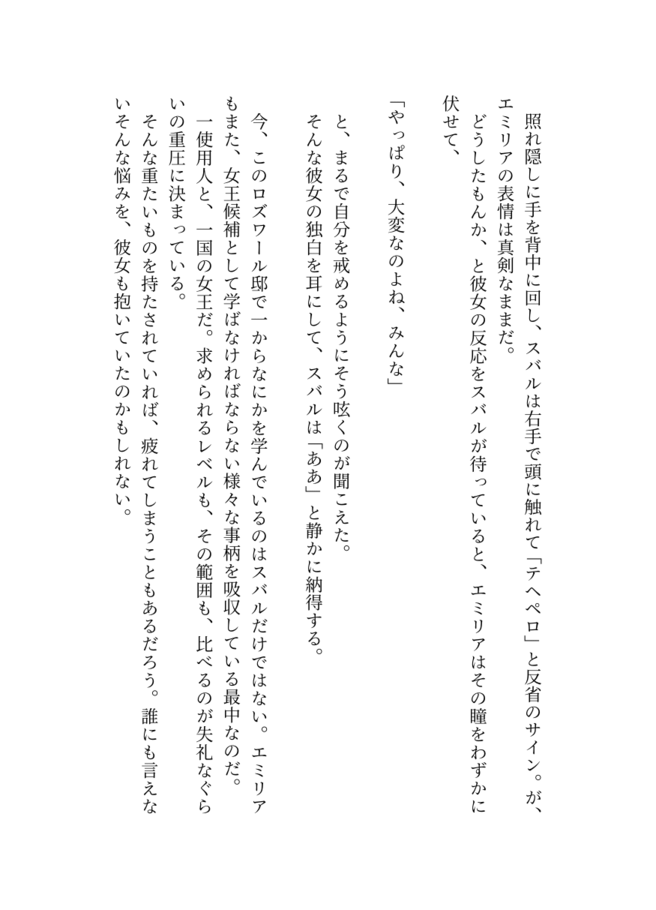 照れ隠しに手を背中に回し、スバルは右手で頭に触れて「テヘペロ」と反省のサイン。が、
エミリアの表情は真剣なままだ。
どうしたもんか、と彼女の反応をスバルが待っていると、エミリアはその瞳をわずかに
伏せて、
「やっぱり、大変なのよね、みんな」
と、まるで自分を戒めるようにそう呟くのが聞こえた。
そんな彼女の独白を耳にして、スバルは「ああ」と静かに納得する。
今、このロズワール邸で一からなにかを学んでいるのはスバルだけではない。エミリア
もまた、女王候補として学ばなければならない様々な事柄を吸収している最中なのだ。
一使用人と、一国の女王だ。求められるレベルも、その範囲も、比べるのが失礼なぐら
いの重圧に決まっている。
そんな重たいものを持たされていれば、疲れてしまうこともあるだろう。誰にも言えな
いそんな悩みを、彼女も抱いていたのかもしれない。